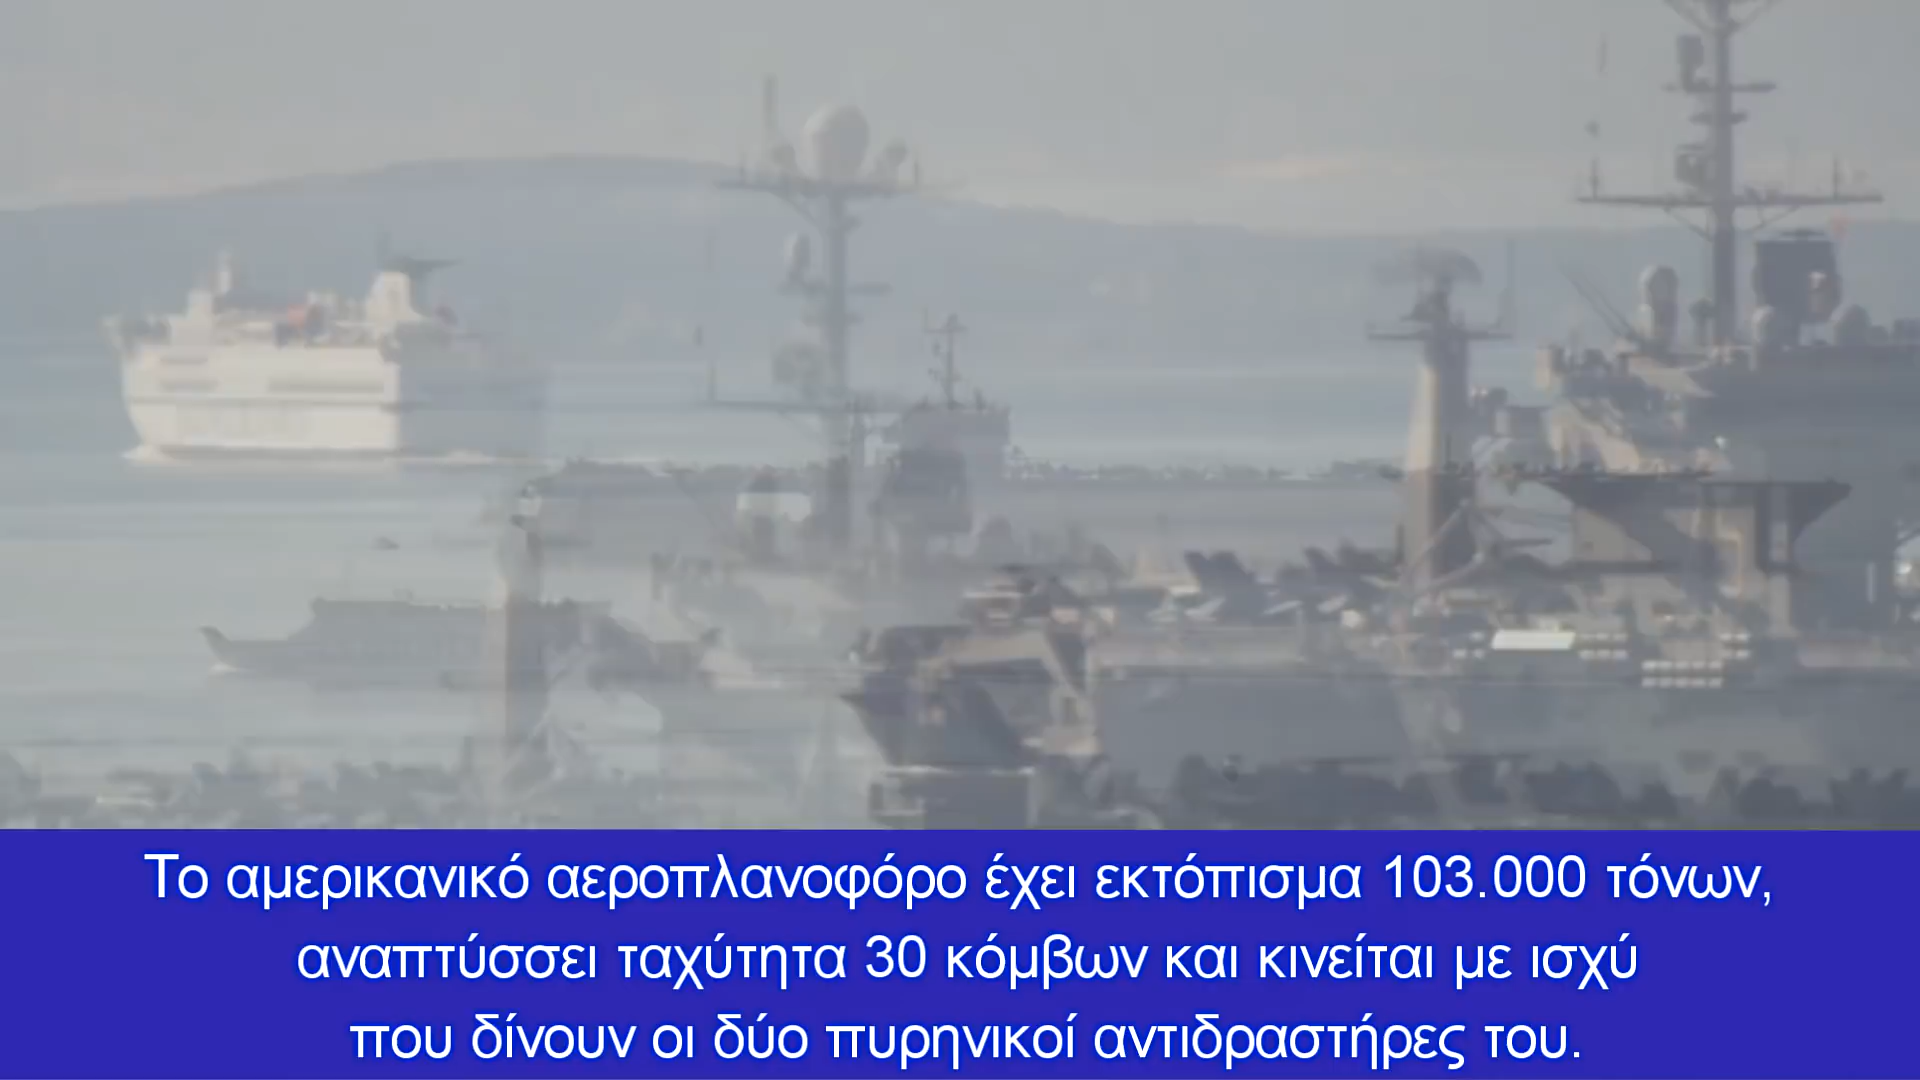 Το αμερικανικό αεροπλανοφόρο έχει εκτόπισμα 103.000 τόνων,
αναπτύσσει ταχύτητα 30 κόμβων και κινείται με ισχύ
που δίνουν οι δύο πυρηνικοί αντιδραστήρες του.